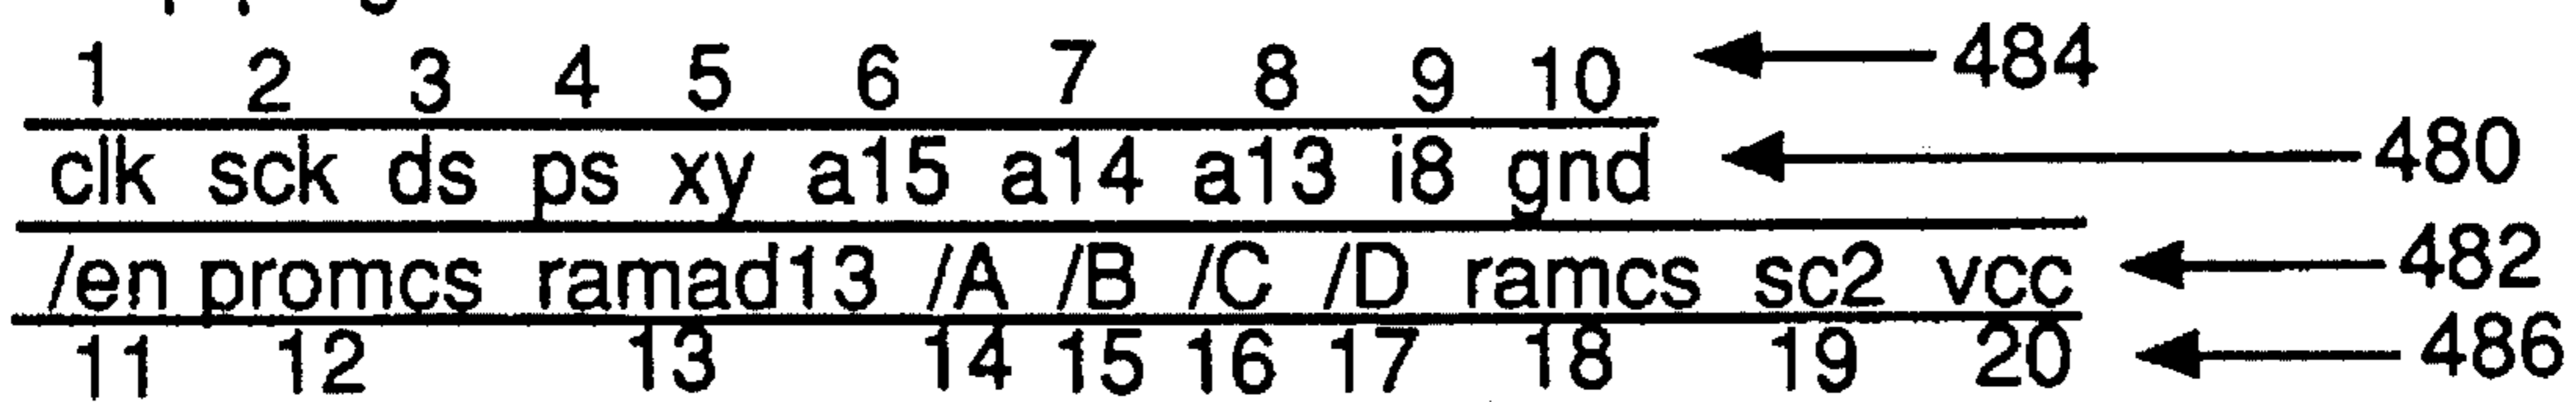 1 2 3 4 5 6 7 8 9 10 484
clk sck ds ps xy a15 a14 a13 i8 gnd 480
/en promcs ramad13 /A /B /C /D ramcs sc2 vcc 482
11 12 13 14 15 16 17 18 19 20 486